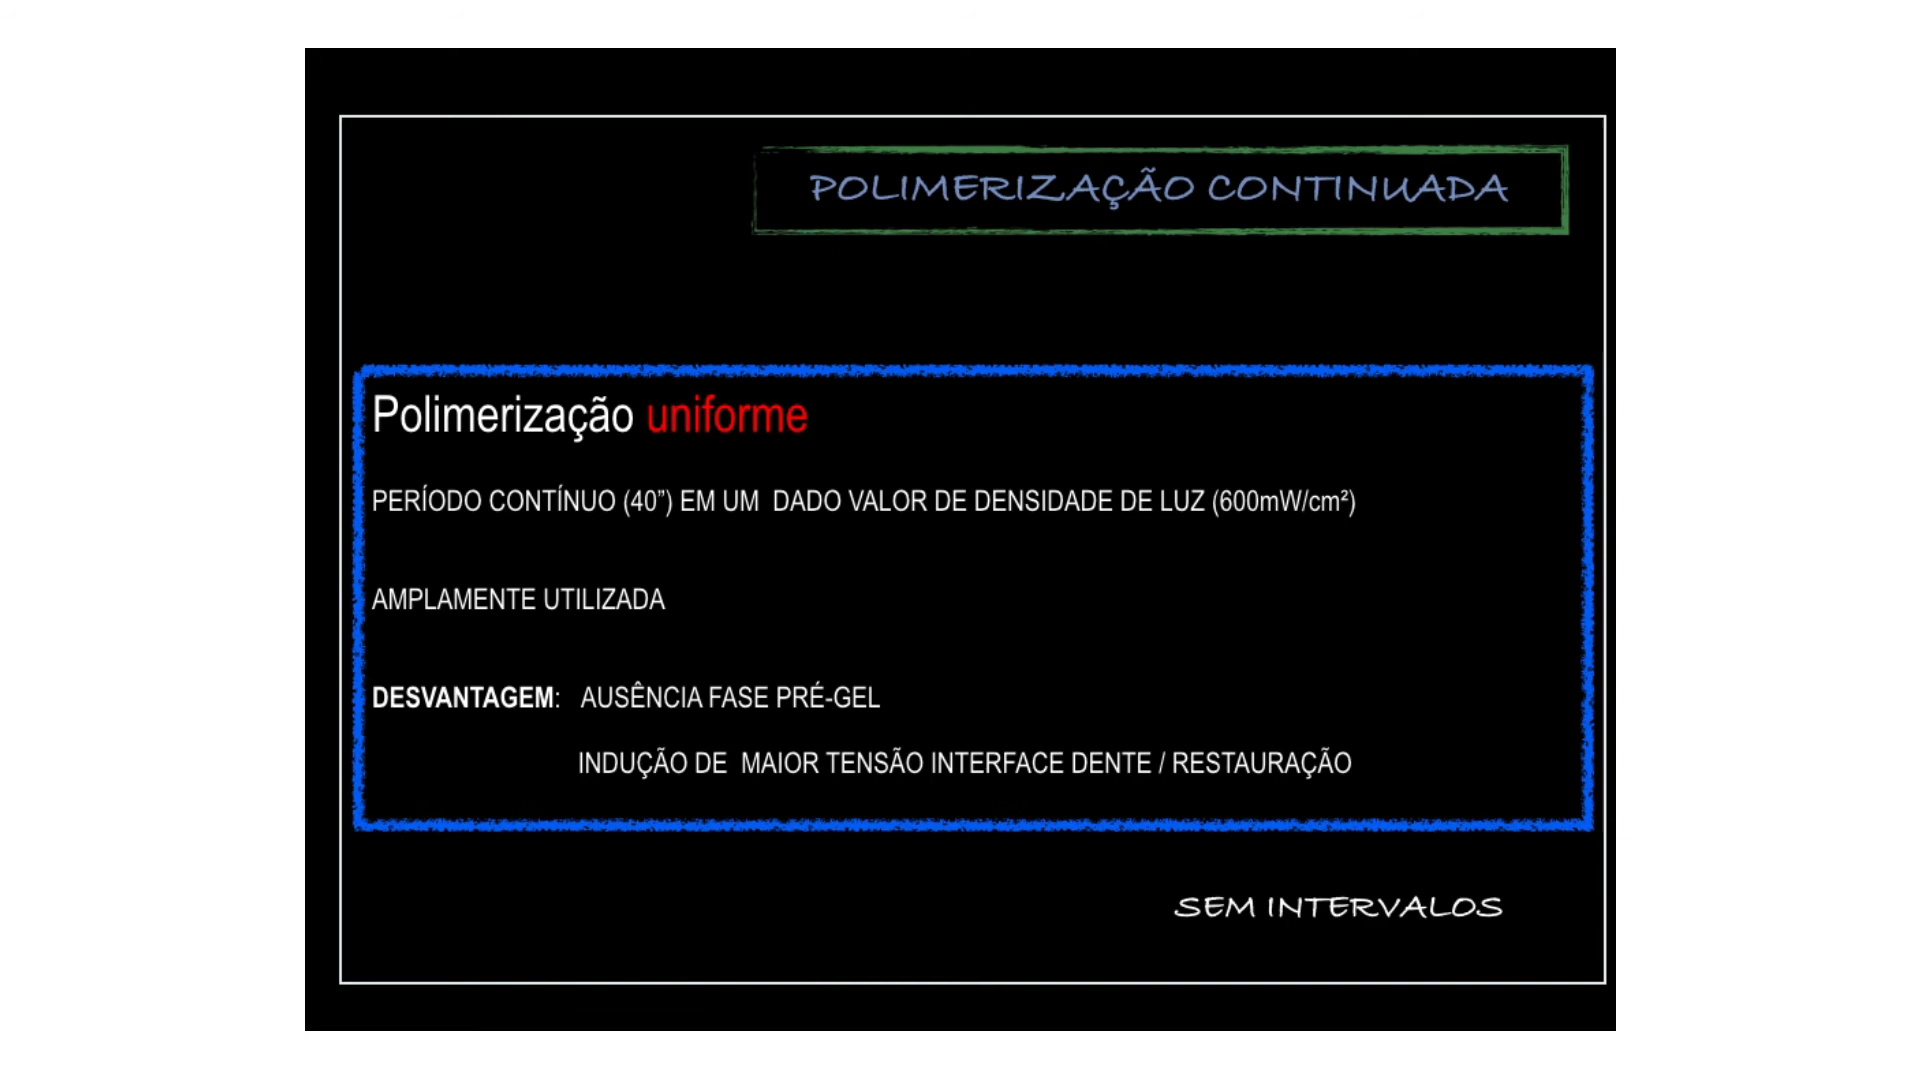 POLIMERIZAÇÃO CONTINUADA
Polimerização uniforme
PERÍODO CONTÍNUO (40”) EM UM  DADO VALOR DE DENSIDADE DE LUZ (600mW/cm²)
AMPLAMENTE UTILIZADA
DESVANTAGEM:   AUSÊNCIA FASE PRÉ-GEL
INDUÇÃO DE  MAIOR TENSÃO INTERFACE DENTE / RESTAURAÇÃO
SEM INTERVALOS